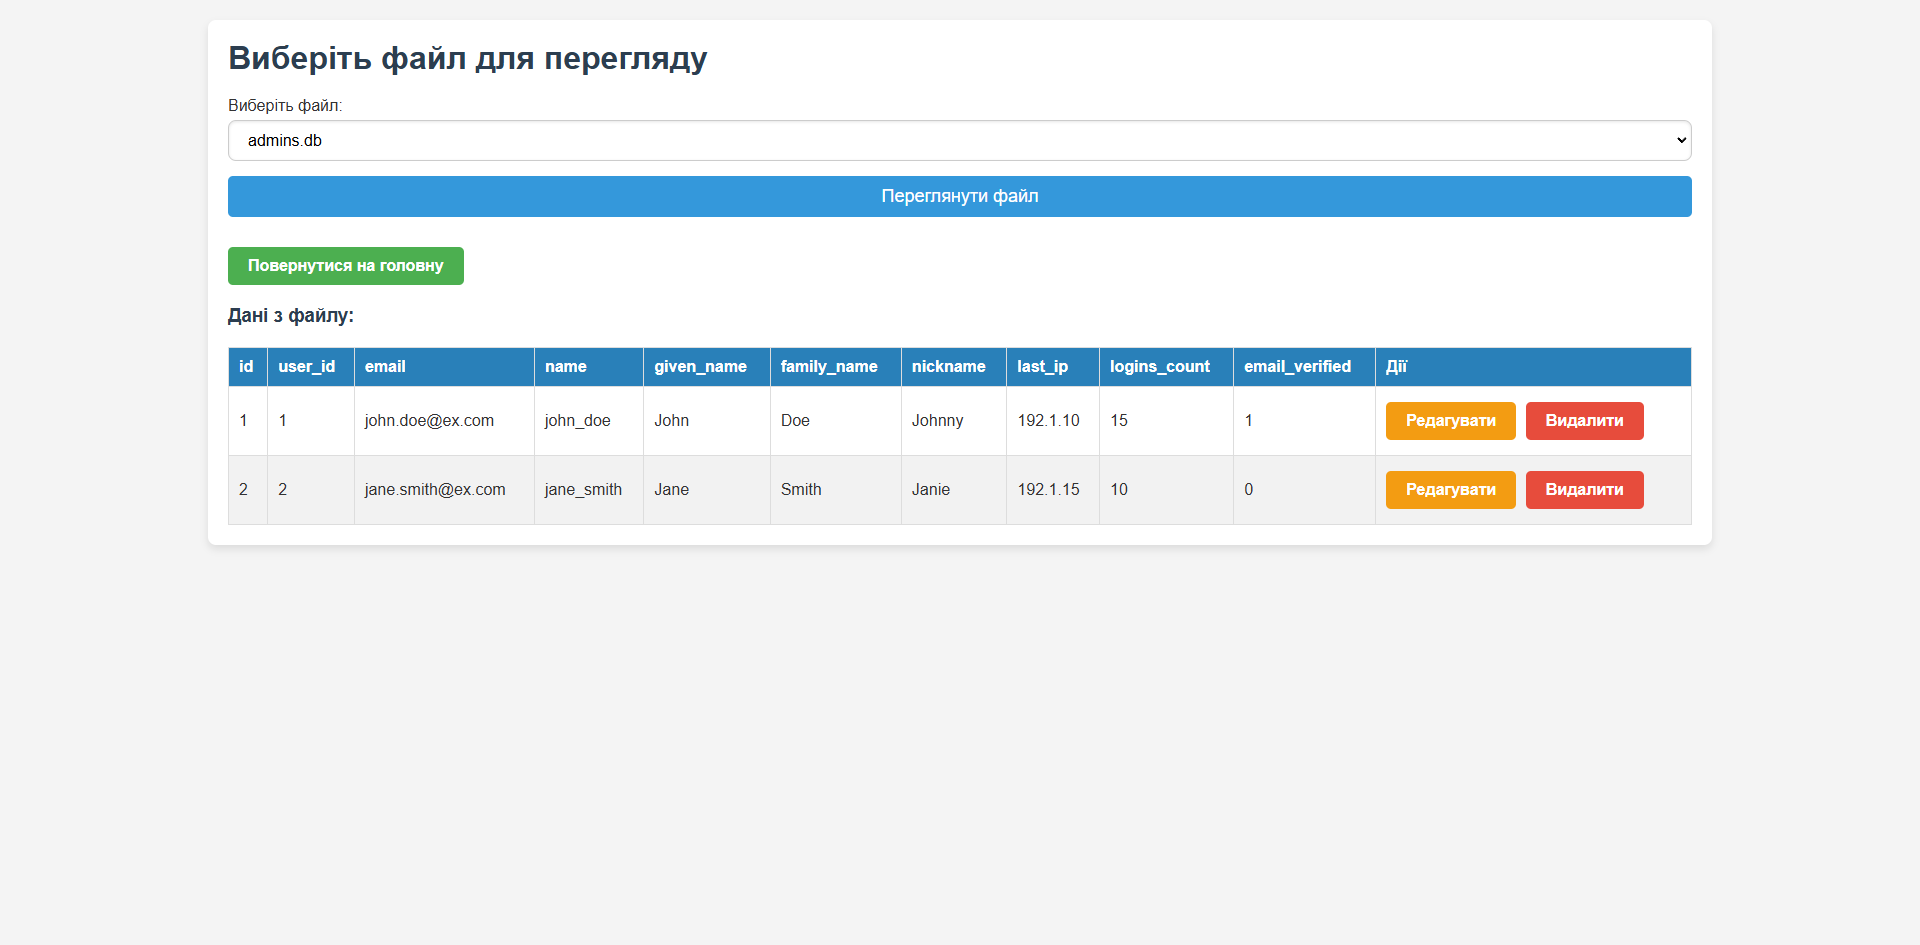 Виберіть файл для перегляду
Виберіть файл:
admins.db
Переглянути файл
Повернутися на головну
Дані з файлу:
id user_id email name given_name family_name nickname last_ip logins_count email_verified Дії
1 1 john.doe@ex.com john_doe John Doe Johnny 192.1.10 15 1 Редагувати Видалити
2 2 jane.smith@ex.com jane_smith Jane Smith Janie 192.1.15 10 0 Редагувати Видалити